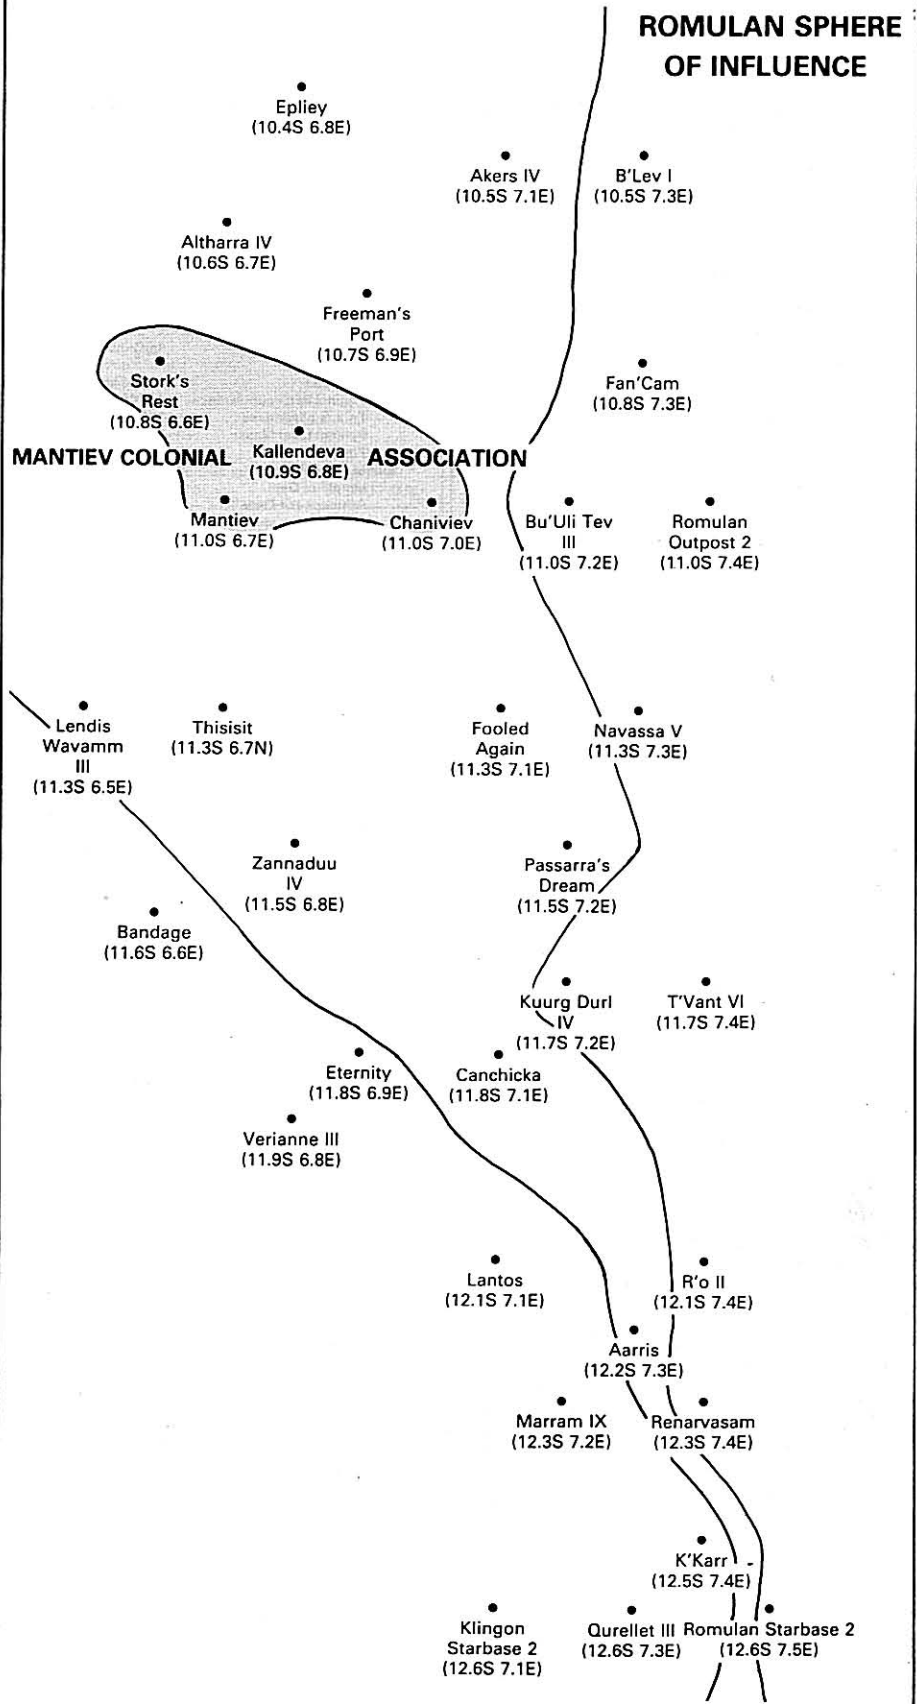 ROMULAN SPHERE
OF INFLUENCE
Epliey
(10.4S 6.8E)
Akers IV
(10.5S 7.1E)
B'Lev I
(10.5S 7.3E)
Altharra IV
(10.6S 6.7E)
Freeman's
Port
(10.7S 6.9E)
Stork's
Rest
(10.8S 6.6E)
Fan'Cam
(10.8S 7.3E)
MANTIEV COLONIAL ASSOCIATION
Kallendeva
(10.9S 6.8E)
Mantiev
(11.0S 6.7E)
Chaniviev
(11.0S 7.0E)
Bu'Uli Tev
III
(11.0S 7.2E)
Romulan
Outpost 2
(11.0S 7.4E)
Lendis
Wavamm
III
(11.3S 6.5E)
Thisisit
(11.3S 6.7N)
Fooled
Again
(11.3S 7.1E)
Navassa V
(11.3S 7.3E)
Zannaduu
IV
(11.5S 6.8E)
Passarra's
Dream
(11.5S 7.2E)
Bandage
(11.6S 6.6E)
Kuurg Durl
IV
(11.7S 7.2E)
T'Vant VI
(11.7S 7.4E)
Eternity
(11.8S 6.9E)
Canchicka
(11.8S 7.1E)
Verianne III
(11.9S 6.8E)
Lantos
(12.1S 7.1E)
R'o II
(12.1S 7.4E)
Aarris
(12.2S 7.3E)
Marram IX
(12.3S 7.2E)
Renarvasam
(12.3S 7.4E)
K'Karr
(12.5S 7.4E)
Klingon
Starbase 2
(12.6S 7.1E)
Qurellet III
(12.6S 7.3E)
Romulan Starbase 2
(12.6S 7.5E)